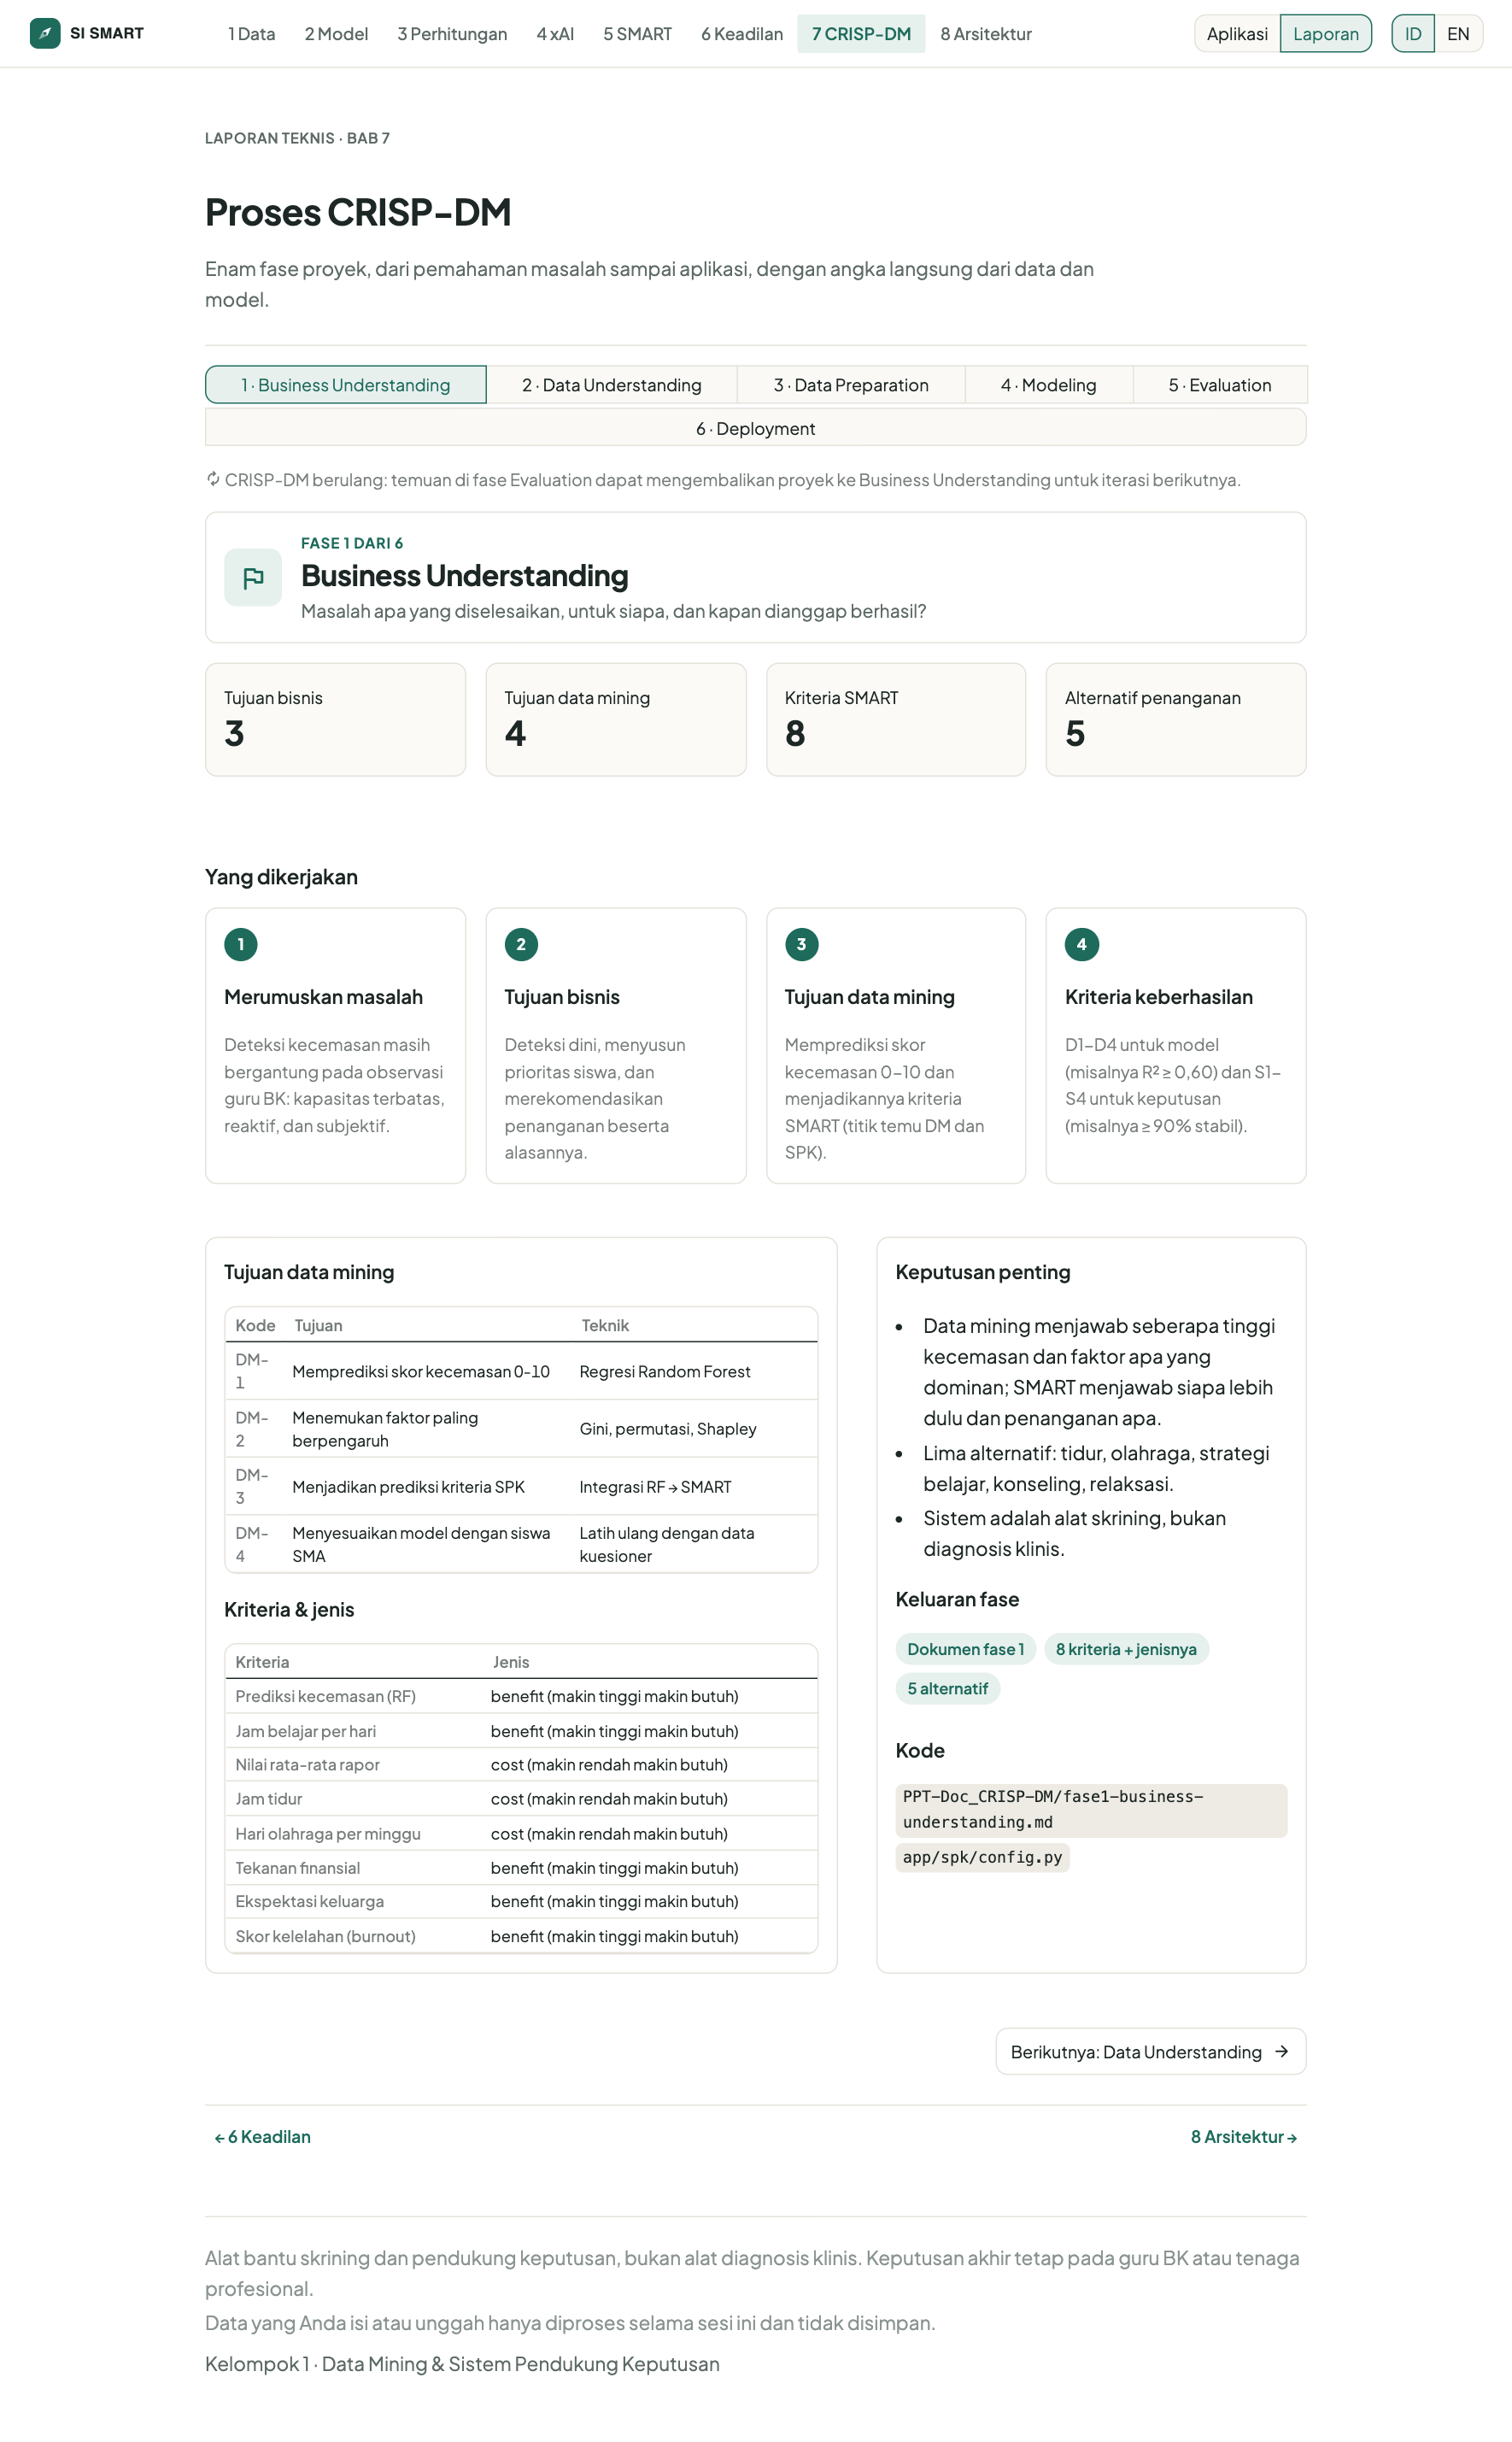 SI SMART
1 Data
2 Model
3 Perhitungan
4 xAI
5 SMART
6 Keadilan
7 CRISP-DM
8 Arsitektur
Aplikasi
Laporan
ID
EN
LAPORAN TEKNIS · BAB 7
Proses CRISP-DM
Enam fase proyek, dari pemahaman masalah sampai aplikasi, dengan angka langsung dari data dan
model.
1 · Business Understanding
2 · Data Understanding
3 · Data Preparation
4 · Modeling
5 · Evaluation
6 · Deployment
CRISP-DM berulang: temuan di fase Evaluation dapat mengembalikan proyek ke Business Understanding untuk iterasi berikutnya.
FASE 1 DARI 6
Business Understanding
Masalah apa yang diselesaikan, untuk siapa, dan kapan dianggap berhasil?
Tujuan bisnis
3
Tujuan data mining
4
Kriteria SMART
8
Alternatif penanganan
5
Yang dikerjakan
1
Merumuskan masalah
Deteksi kecemasan masih
bergantung pada observasi
guru BK: kapasitas terbatas,
reaktif, dan subjektif.
2
Tujuan bisnis
Deteksi dini, menyusun
prioritas siswa, dan
merekomendasikan
penanganan beserta
alasannya.
3
Tujuan data mining
Memprediksi skor
kecemasan 0–10 dan
menjadikannya kriteria
SMART (titik temu DM dan
SPK).
4
Kriteria keberhasilan
D1–D4 untuk model
(misalnya R² ≥ 0,60) dan S1–
S4 untuk keputusan
(misalnya ≥ 90% stabil).
Tujuan data mining
Kode Tujuan Teknik
DM-
1
Memprediksi skor kecemasan 0-10
Regresi Random Forest
DM-
2
Menemukan faktor paling
berpengaruh
Gini, permutasi, Shapley
DM-
3
Menjadikan prediksi kriteria SPK
Integrasi RF → SMART
DM-
4
Menyesuaikan model dengan siswa
SMA
Latih ulang dengan data
kuesioner
Kriteria & jenis
Kriteria Jenis
Prediksi kecemasan (RF) benefit (makin tinggi makin butuh)
Jam belajar per hari benefit (makin tinggi makin butuh)
Nilai rata-rata rapor cost (makin rendah makin butuh)
Jam tidur cost (makin rendah makin butuh)
Hari olahraga per minggu cost (makin rendah makin butuh)
Tekanan finansial benefit (makin tinggi makin butuh)
Ekspektasi keluarga benefit (makin tinggi makin butuh)
Skor kelelahan (burnout) benefit (makin tinggi makin butuh)
Keputusan penting
• Data mining menjawab seberapa tinggi
kecemasan dan faktor apa yang
dominan; SMART menjawab siapa lebih
dulu dan penanganan apa.
• Lima alternatif: tidur, olahraga, strategi
belajar, konseling, relaksasi.
• Sistem adalah alat skrining, bukan
diagnosis klinis.
Keluaran fase
Dokumen fase 1
8 kriteria + jenisnya
5 alternatif
Kode
PPT-Doc_CRISP-DM/fase1-business-
understanding.md
app/spk/config.py
Berikutnya: Data Understanding →
← 6 Keadilan
8 Arsitektur →
Alat bantu skrining dan pendukung keputusan, bukan alat diagnosis klinis. Keputusan akhir tetap pada guru BK atau tenaga
profesional.
Data yang Anda isi atau unggah hanya diproses selama sesi ini dan tidak disimpan.
Kelompok 1 · Data Mining & Sistem Pendukung Keputusan